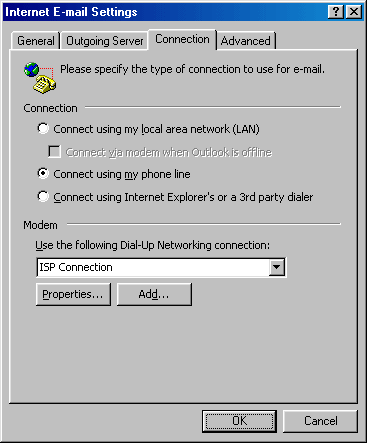 Internet E-mail Settings
General Outgoing Server Connection Advanced
Please specify the type of connection to use for e-mail.
Connection
Connect using my local area network (LAN)
Connect via modem when Outlook is offline
Connect using my phone line
Connect using Internet Explorer's or a 3rd party dialer
Modem
Use the following Dial-Up Networking connection:
ISP Connection
Properties... Add...
OK Cancel